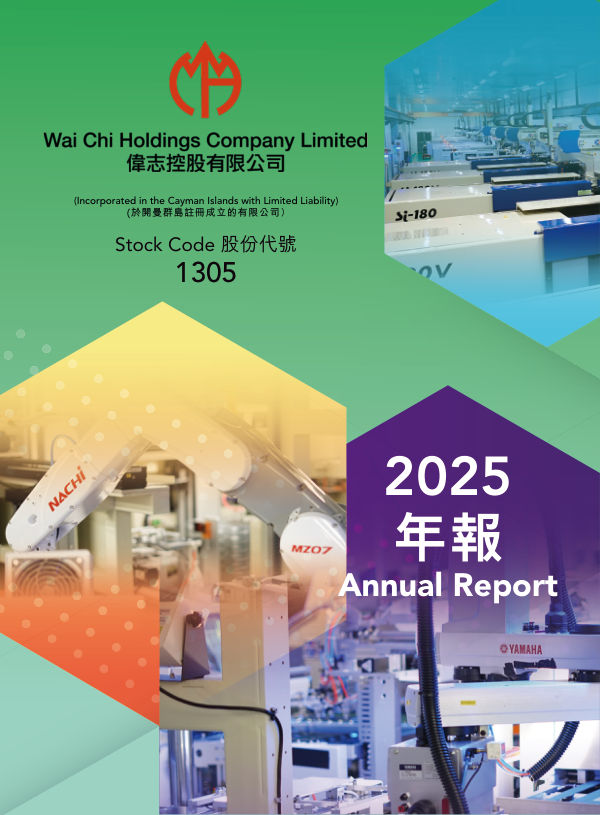 Wai Chi Holdings Company Limited
偉志控股有限公司
(Incorporated in the Cayman Islands with Limited Liability)
(於開曼群島註冊成立的有限公司)
Stock Code 股份代號
1305
Si-180
NACHi
MZ07
2025
年報
Annual Report
YAMAHA